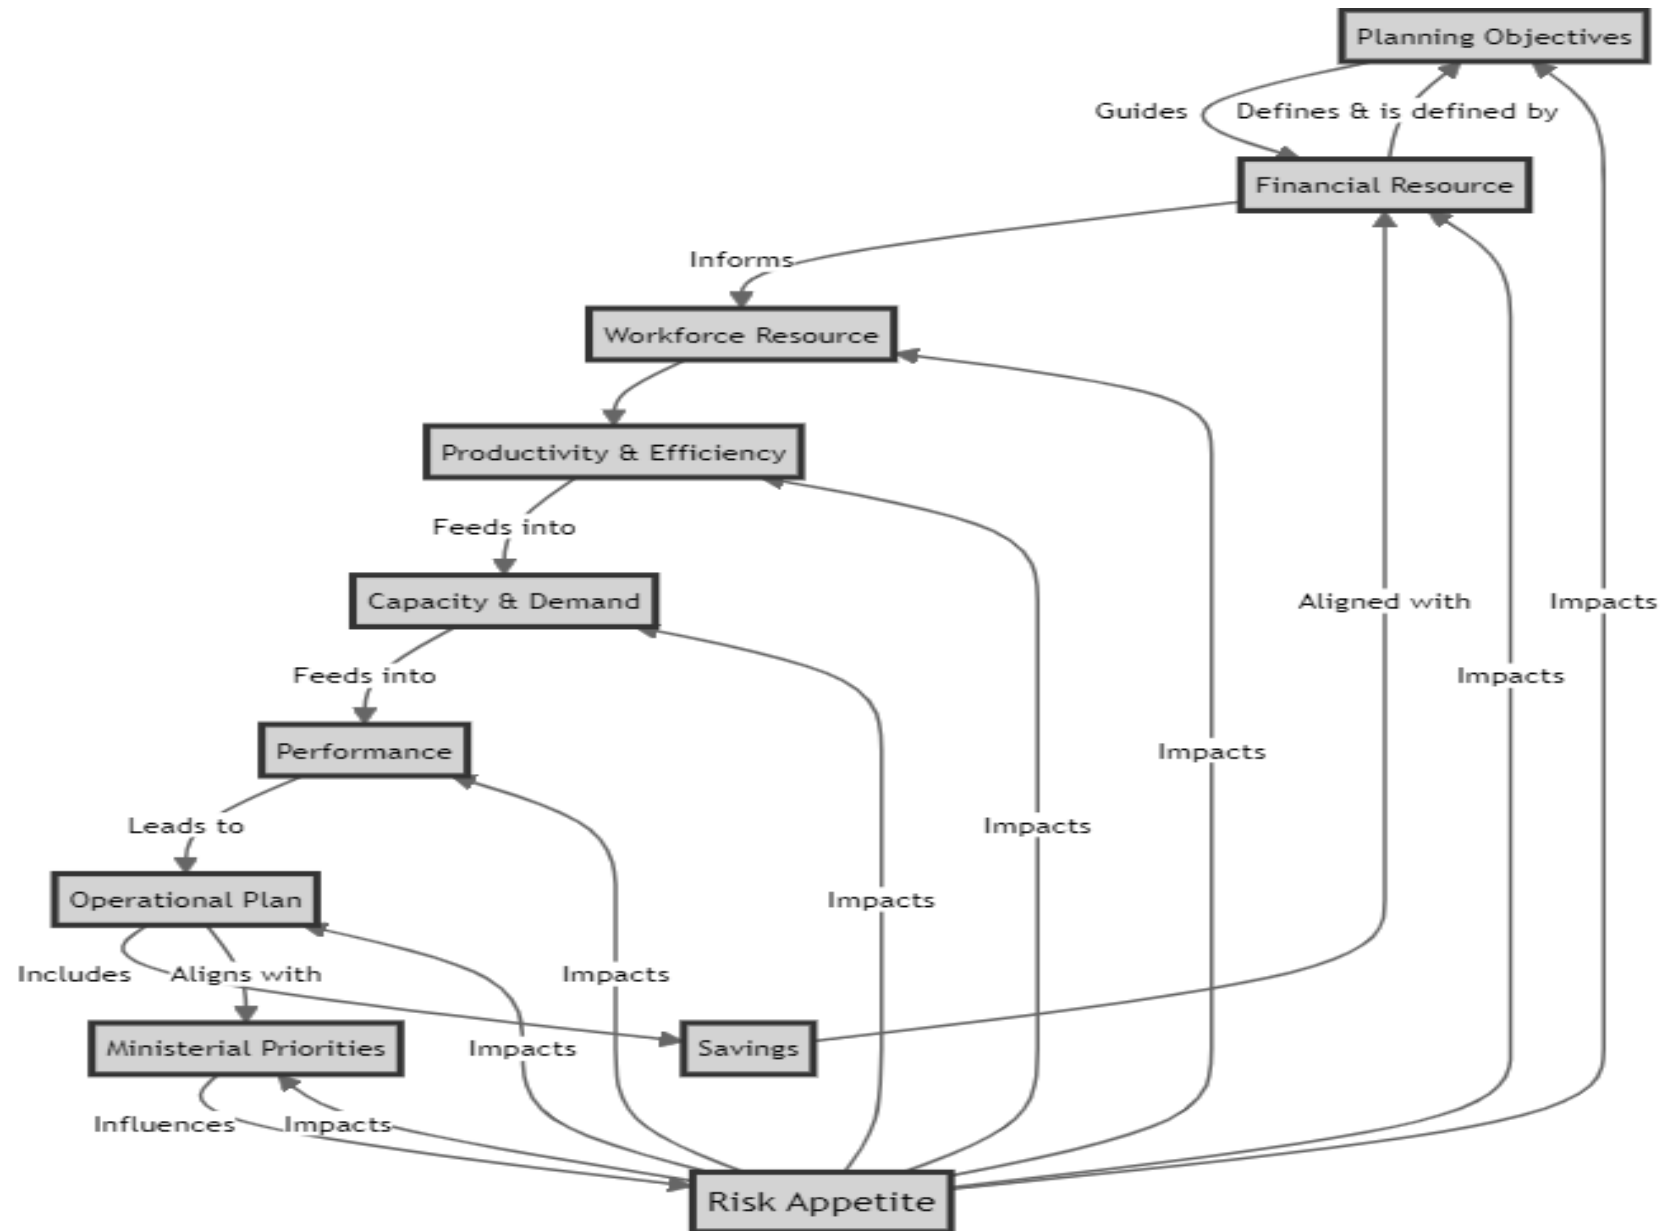 Planning Objectives
Guides
Defines & is defined by
Financial Resource
Informs
Workforce Resource
Productivity & Efficiency
Feeds into
Capacity & Demand
Aligned with
Impacts
Feeds into
Impacts
Performance
Impacts
Leads to
Impacts
Operational Plan
Impacts
Includes
Aligns with
Impacts
Ministerial Priorities
Impacts
Savings
Influences
Impacts
Risk Appetite